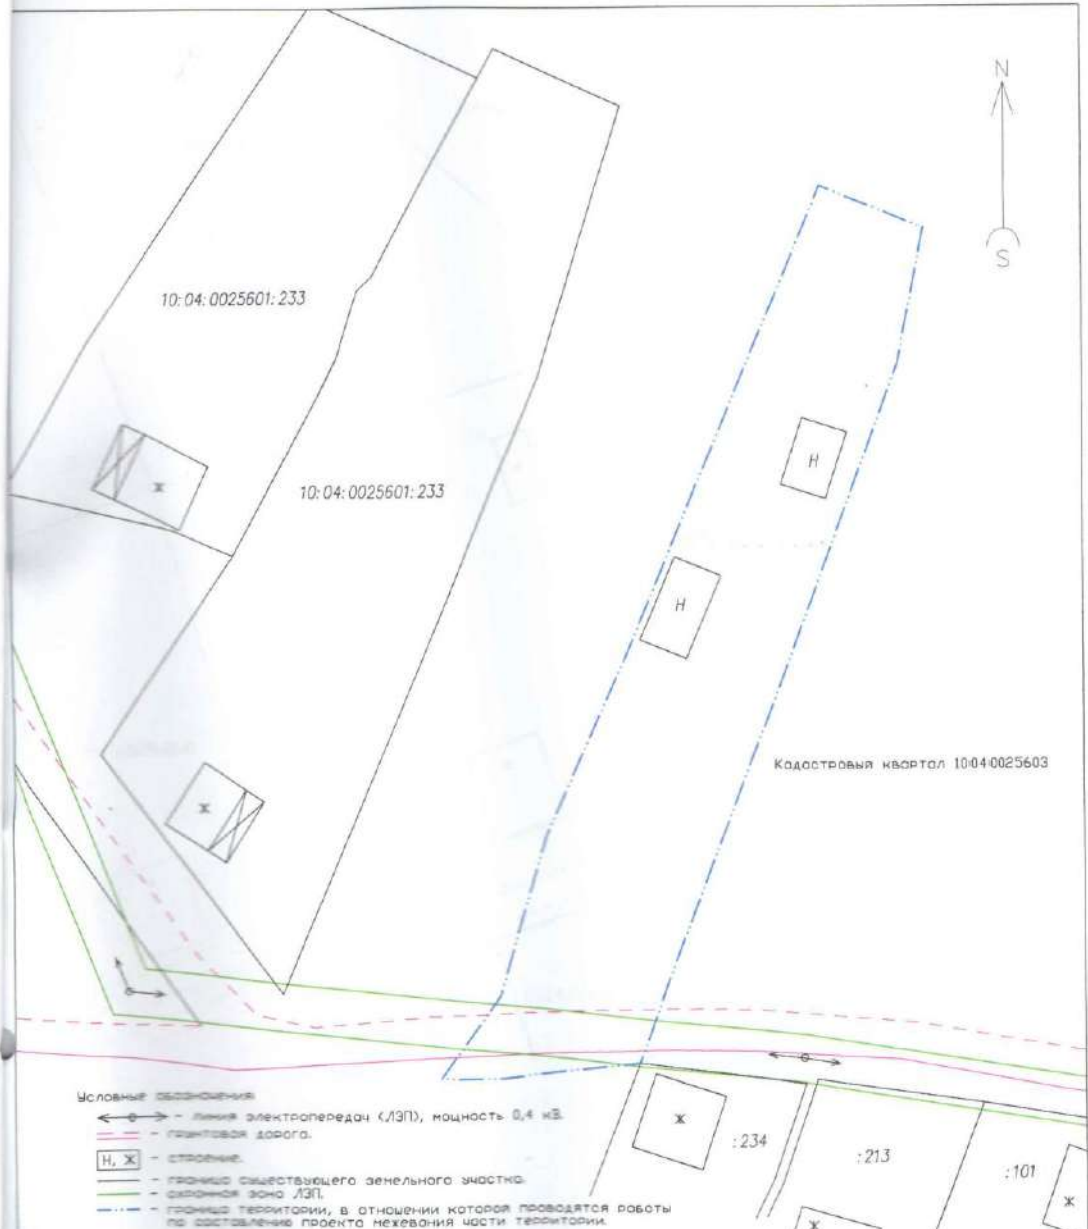 N
S
10:04:0025601:233
Н
10:04:0025601:233
Ж
Н
Кадастровый квартал 10:04:0025603
Ж
Условные обозначения
- линия электропередач (ЛЭП), мощность 0,4 кВ.
- грунтовая дорога.
Н, Ж - строение.
- граница существующего земельного участка.
- охранная зона ЛЭП.
- граница территории, в отношении которой проводятся работы
по составлению проекта межевания части территории.
Ж
:234
:213
:101
Ж
Ж